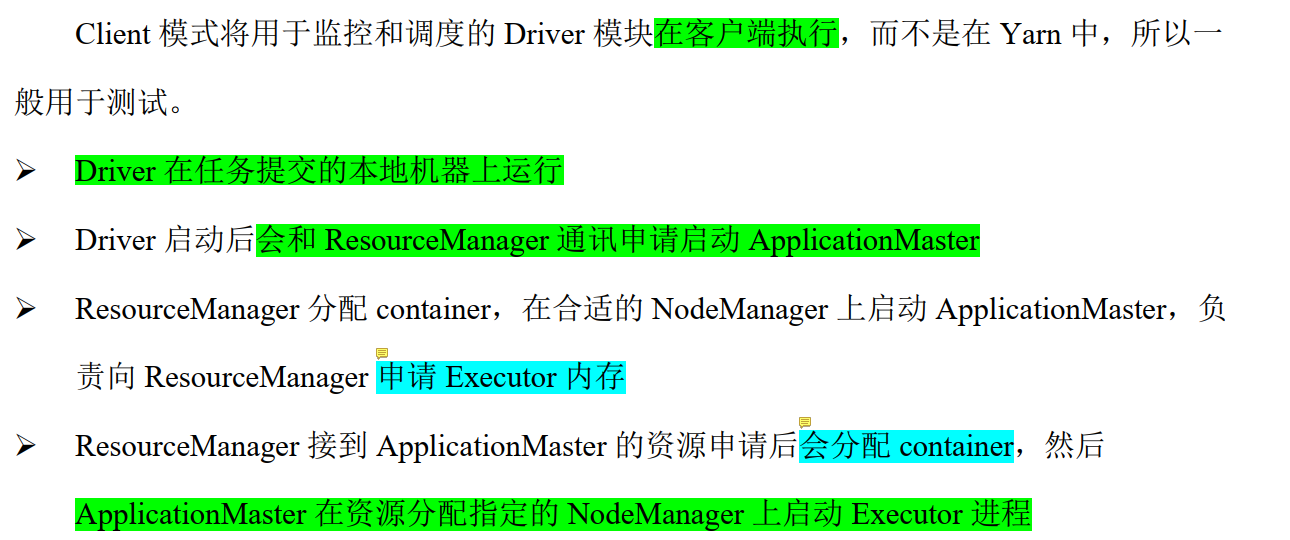 Client 模式将用于监控和调度的 Driver 模块在客户端执行，而不是在 Yarn 中，所以一
般用于测试。
➢ Driver 在任务提交的本地机器上运行
➢ Driver 启动后会和 ResourceManager 通讯申请启动 ApplicationMaster
➢ ResourceManager 分配 container，在合适的 NodeManager 上启动 ApplicationMaster，负
责向 ResourceManager 申请 Executor 内存
➢ ResourceManager 接到 ApplicationMaster 的资源申请后会分配 container，然后
ApplicationMaster 在资源分配指定的 NodeManager 上启动 Executor 进程